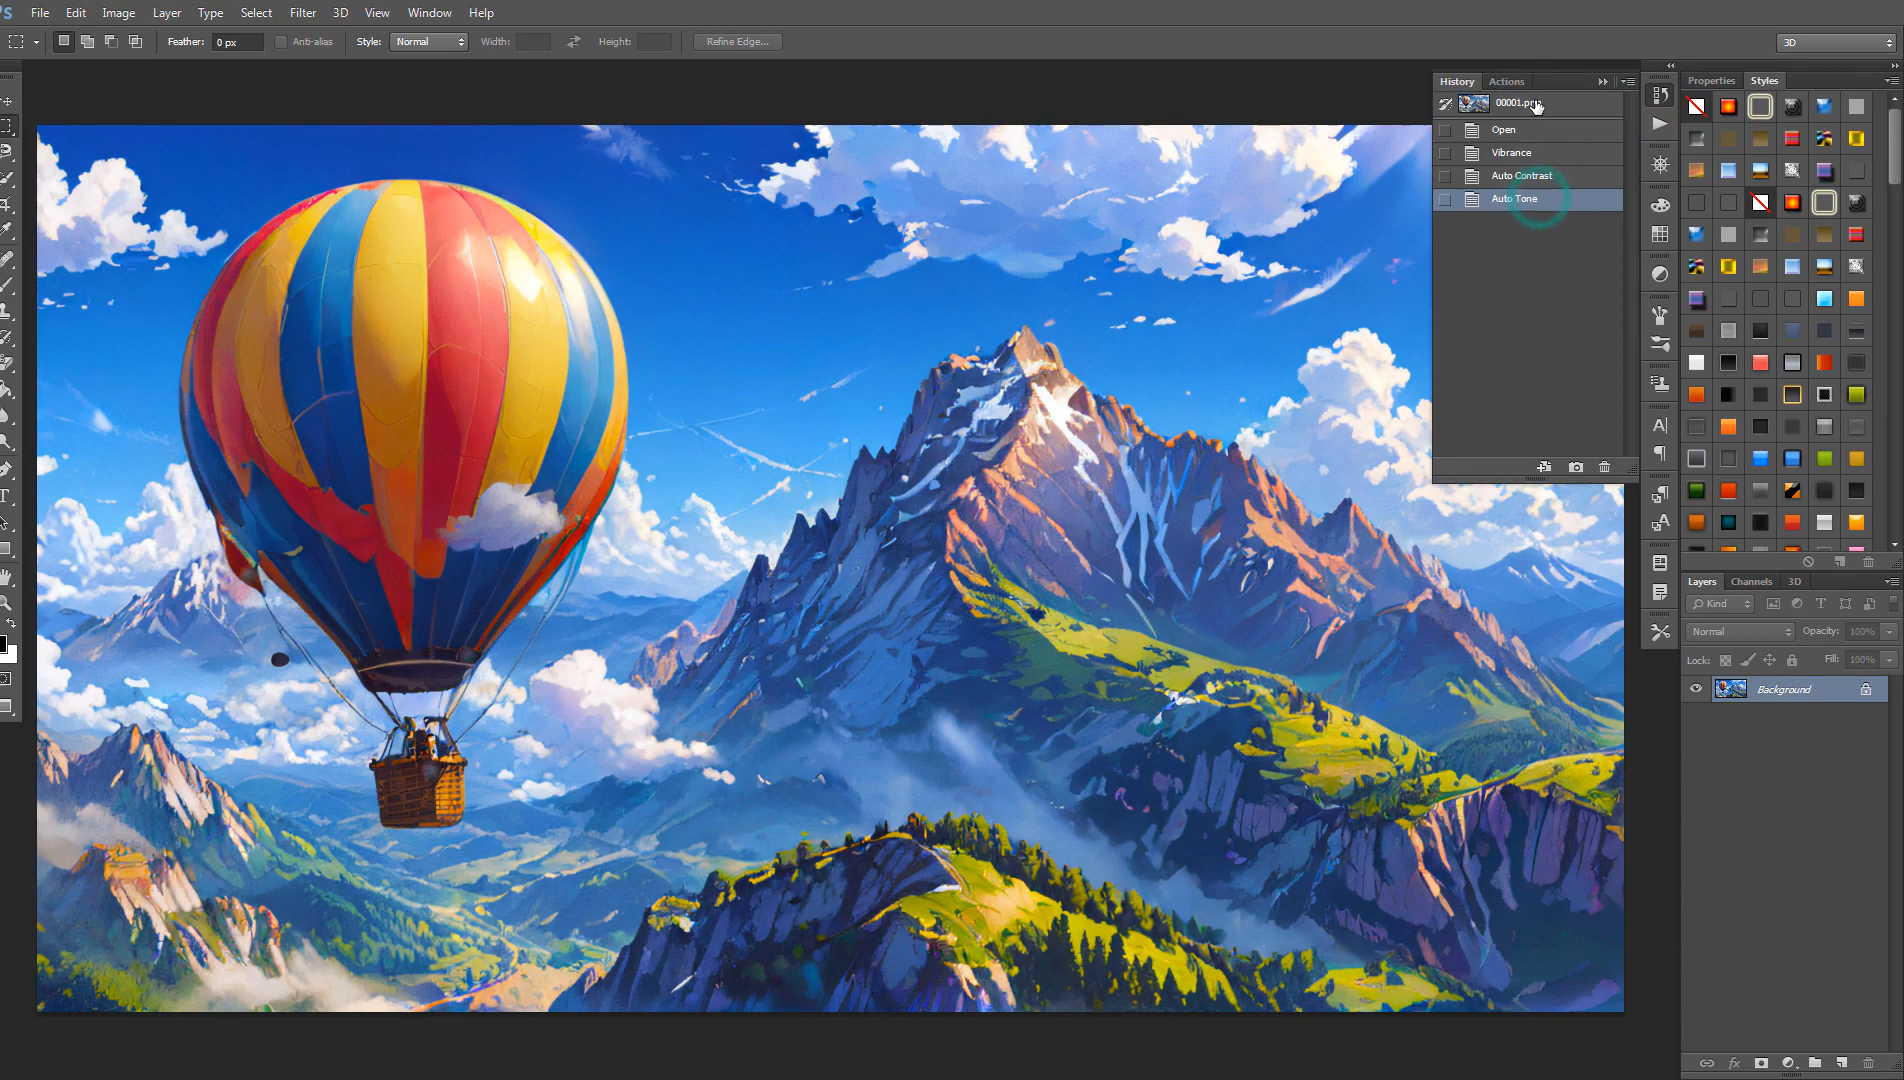 File Edit Image Layer Type Select Filter 3D View Window Help
Feather: 0 px Anti-alias Style: Normal Width: Height: Refine Edge... 3D
History Actions
Properties Styles
Open
Vibrance
Auto Contrast
Auto Tone
Layers Channels 3D
Kind
Normal Opacity: 100%
Lock: Fill: 100%
Background
fx